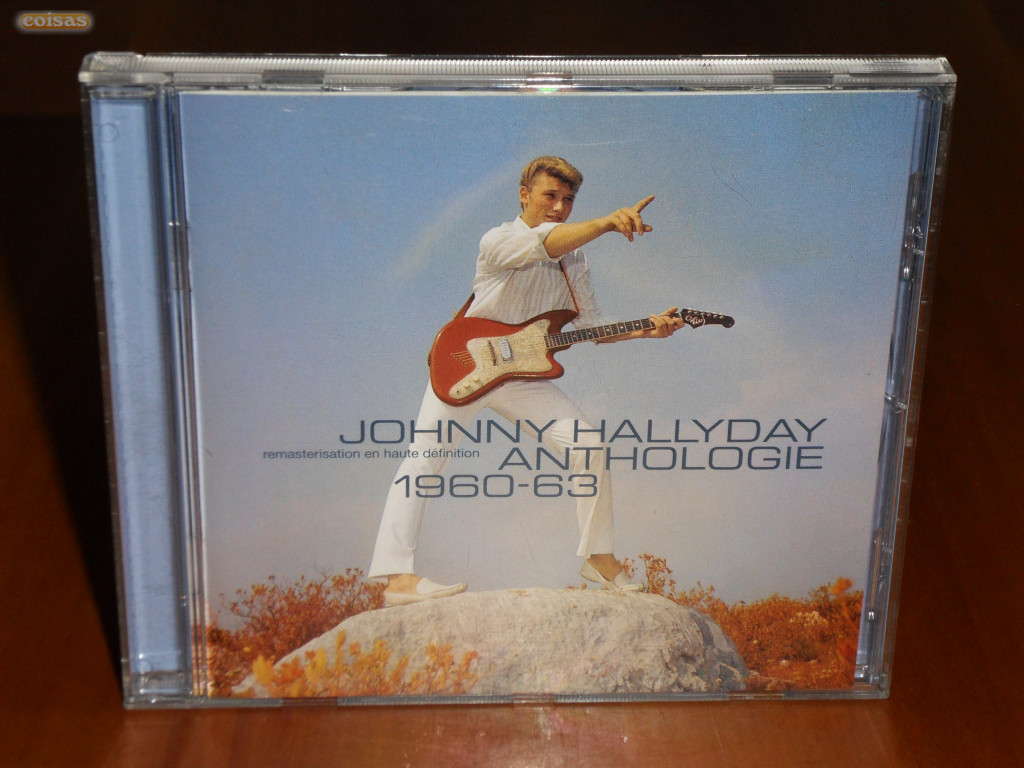 coisas
JOHNNY HALLYDAY
remasterisation en haute définition ANTHOLOGIE
1960-63